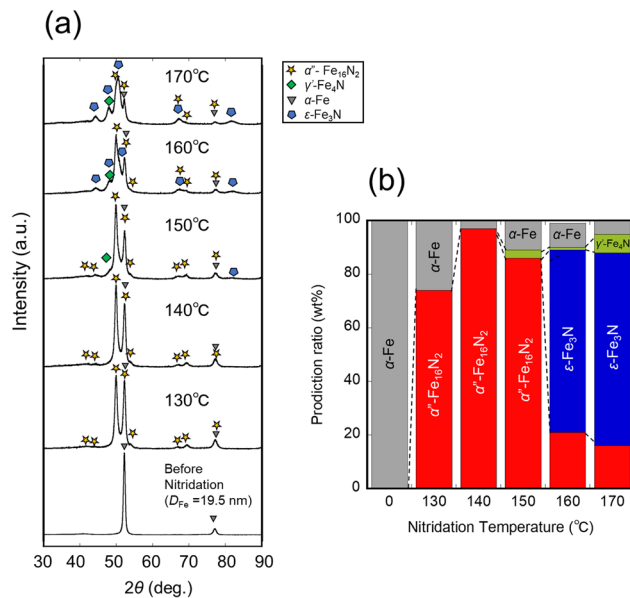 (a)
170°C
160°C
150°C
140°C
130°C
Before
Nitridation
(D_Fe =19.5 nm)
Intensity (a.u.)
30 40 50 60 70 80 90
2θ (deg.)
α"- Fe₁₆N₂
γ'-Fe₄N
α-Fe
ε-Fe₃N
(b)
Prodiction ratio (wt%)
100
80
60
40
20
0
α-Fe
α-Fe
α"-Fe₁₆N₂
α"-Fe₁₆N₂
α-Fe
α"-Fe₁₆N₂
α-Fe
ε-Fe₃N
γ'-Fe₄N
ε-Fe₃N
0 130 140 150 160 170
Nitridation Temperature (°C)